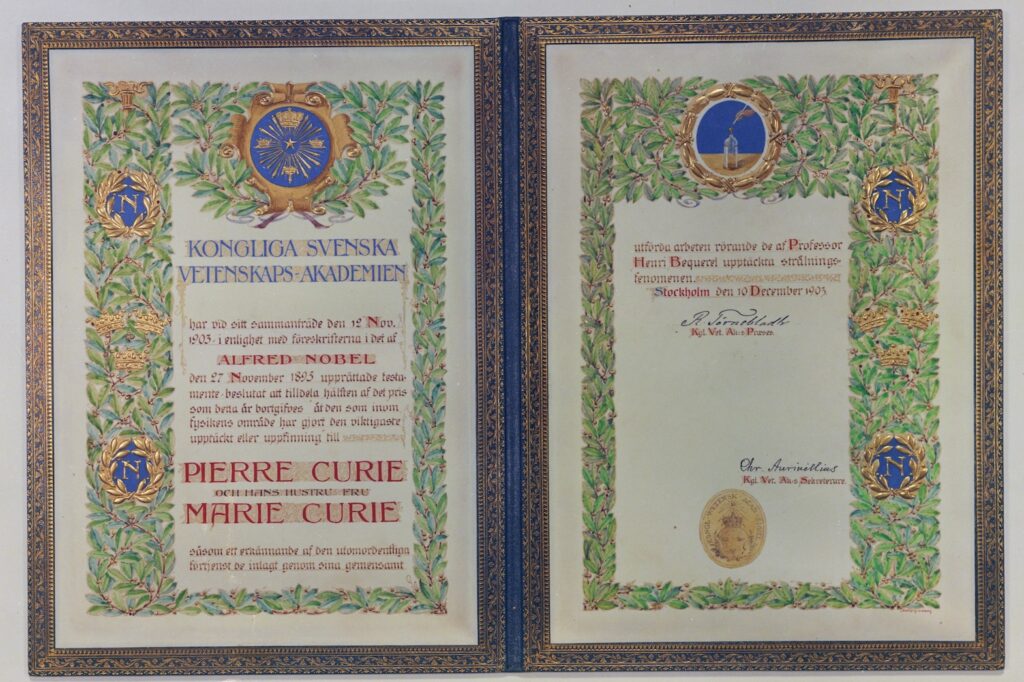 KONGLIGA SVENSKA
VETENSKAPS-AKADEMIEN
har vid sitt sammanträde den 12 Nov.
1903 i enlighet med föreskrifterna i det af
ALFRED NOBEL
den 27 November 1895 upprättade testa-
mente beslutat att tilldela hälften af det pris
som detta år bortgifves åt den som inom
fysikens område har gjort den viktigaste
upptäckt eller uppfinning till
PIERRE CURIE
OCH HANS HUSTRU FRU
MARIE CURIE
såsom ett erkännande af den utomordentliga
förtjenst de inlagt genom sina gemensamt
N
N
utförda arbeten rörande de af Professor
Henri Bequerel upptäckta strålnings-
fenomenen.
Stockholm den 10 December 1903
R. Törnebladh
Kgl. Vet. Ak:s Præses.
Chr. Aurivillius
Kgl. Vet. Ak:s Sekreterare.
N
N